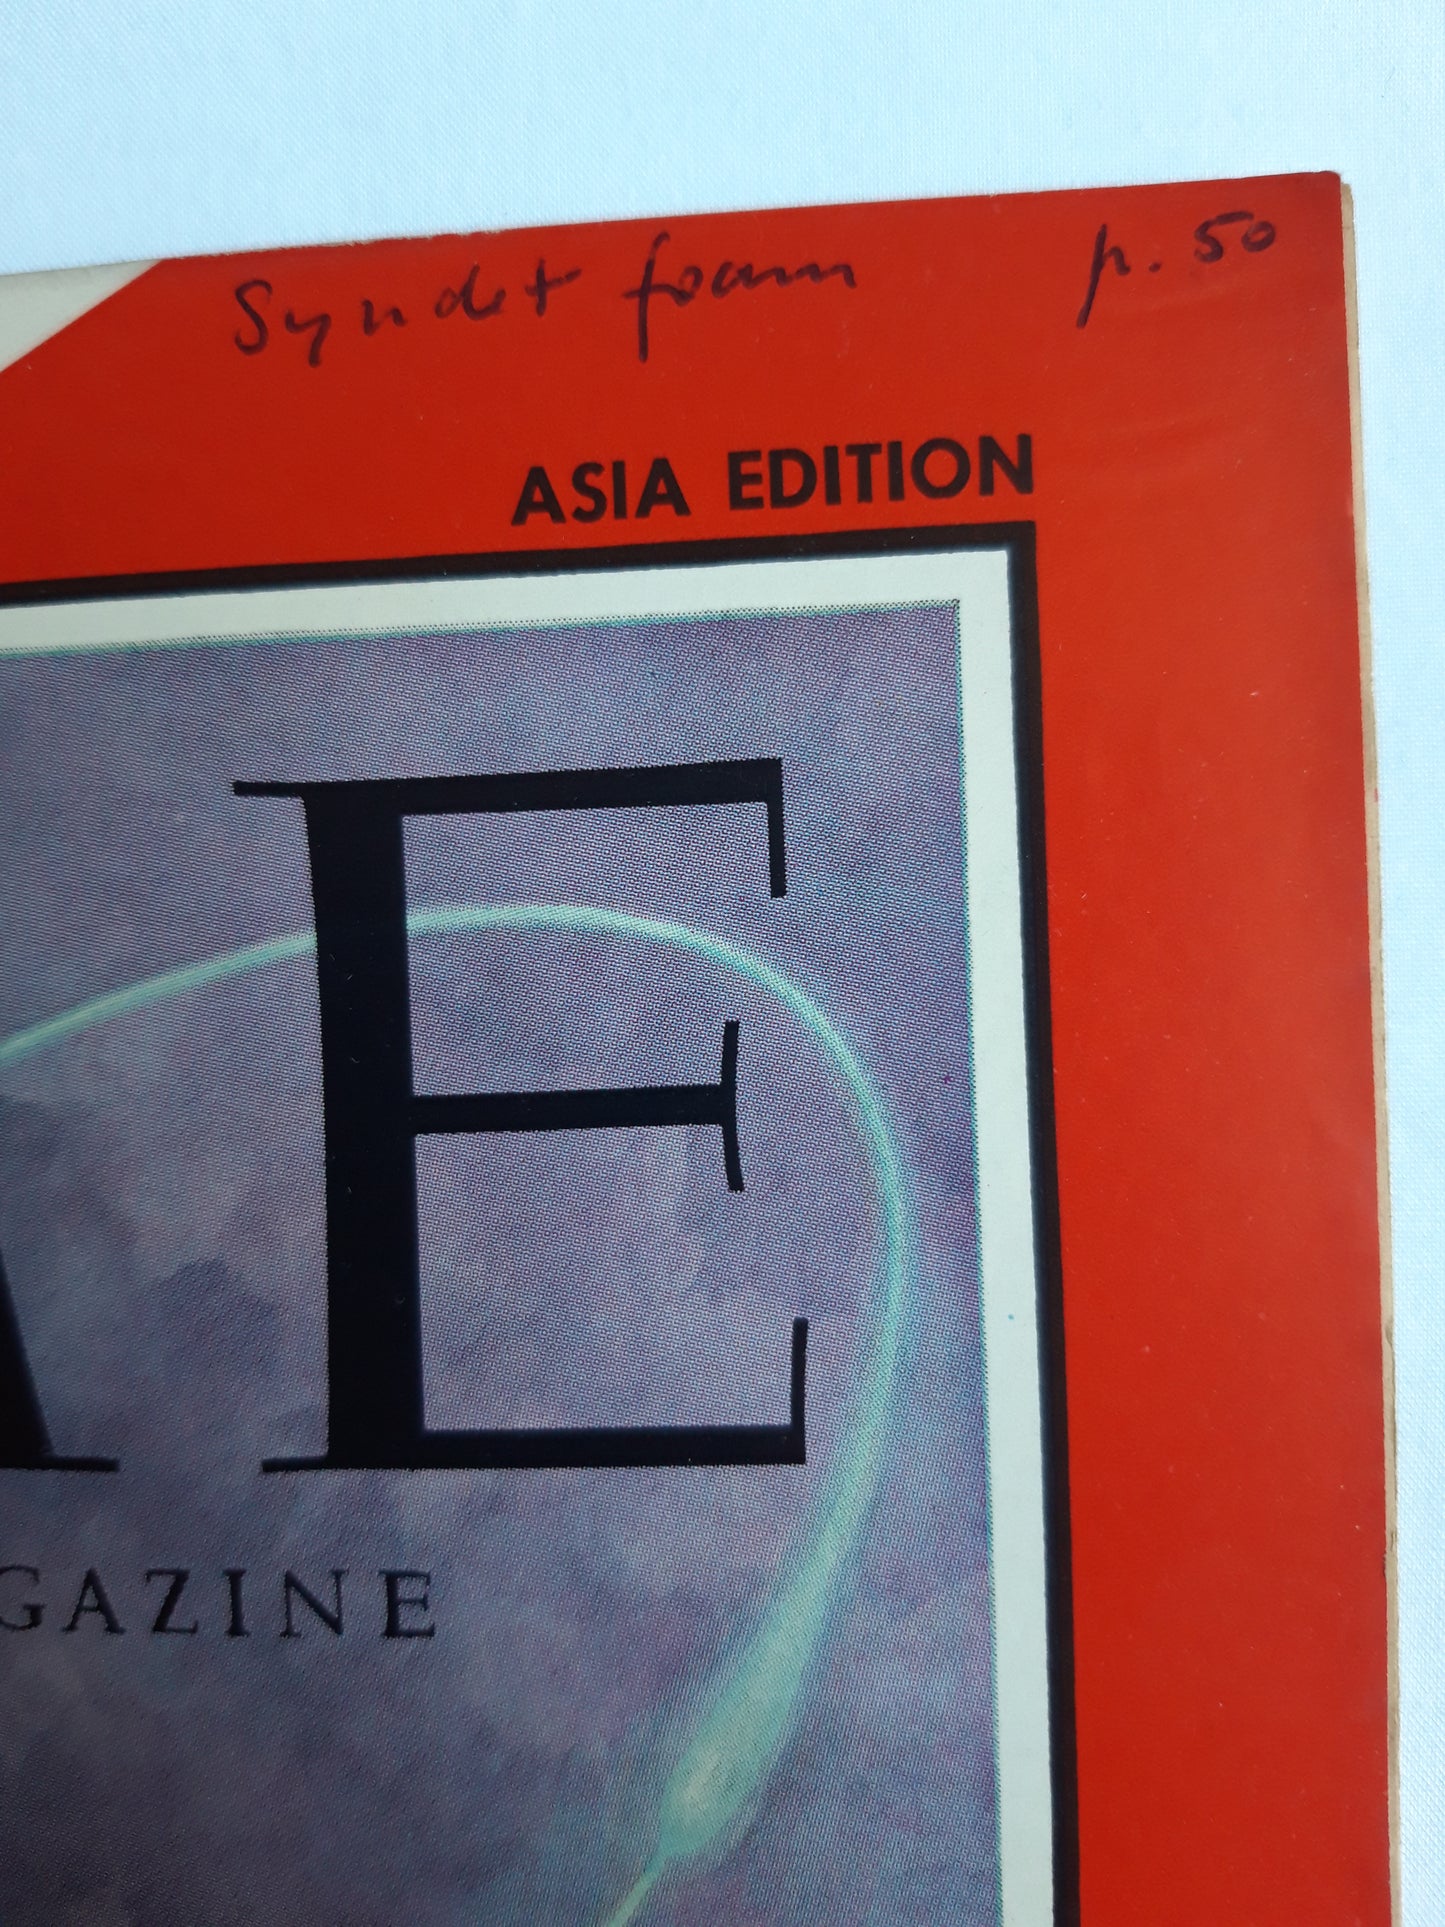 Syndet foam p. 50
ASIA EDITION
E
GAZINE